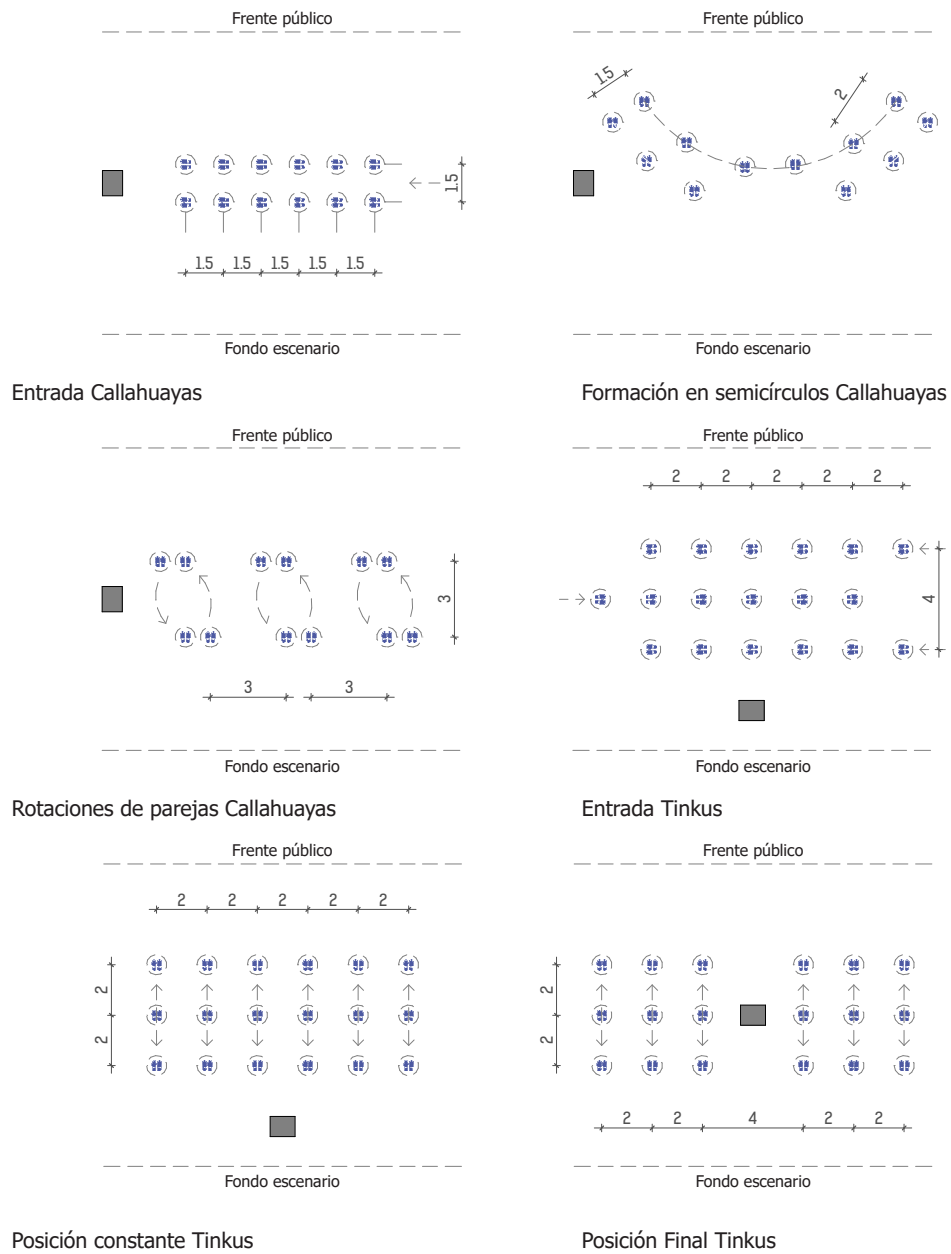 Frente público
1.5
1.5 1.5 1.5 1.5 1.5
Fondo escenario
Entrada Callahuayas
Frente público
1.5
2
Fondo escenario
Formación en semicírculos Callahuayas
Frente público
3
3 3
Fondo escenario
Rotaciones de parejas Callahuayas
Frente público
2 2 2 2 2
4
Fondo escenario
Entrada Tinkus
Frente público
2 2 2 2 2
2
2
Fondo escenario
Posición constante Tinkus
Frente público
2
2
2 2 4 2 2
Fondo escenario
Posición Final Tinkus